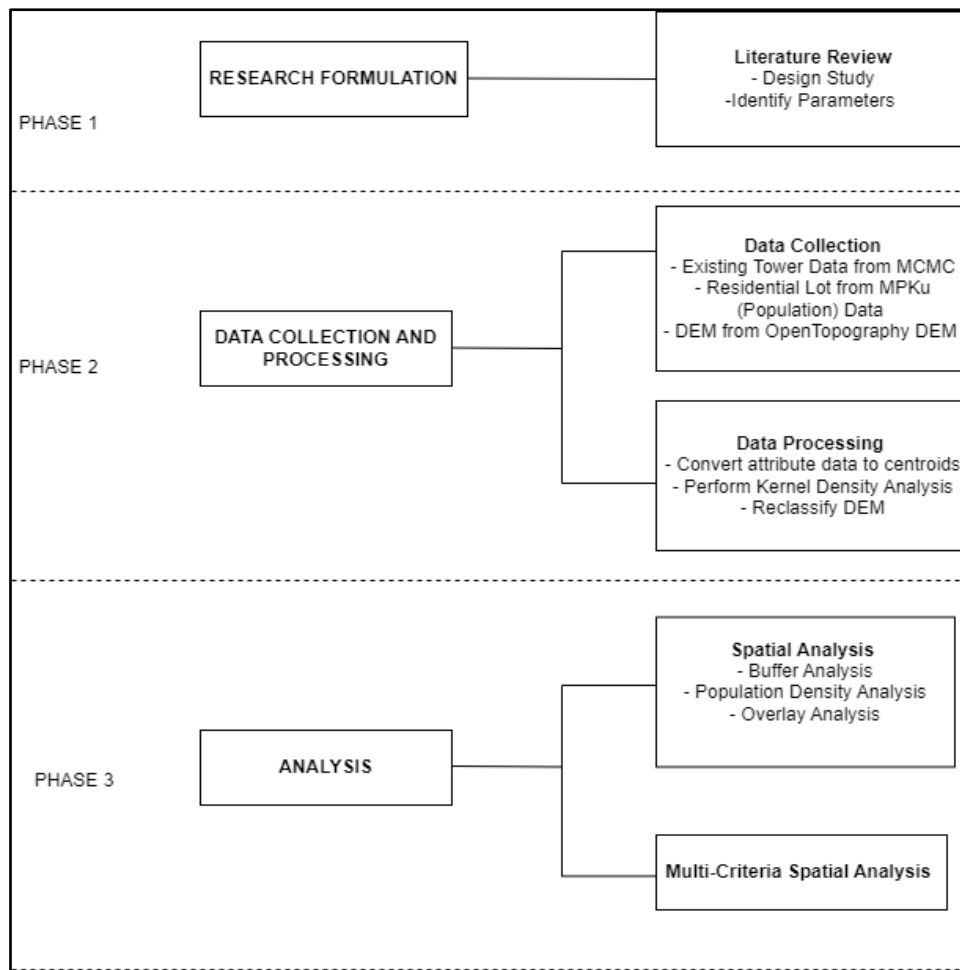 RESEARCH FORMULATION
Literature Review
- Design Study
-Identify Parameters
PHASE 1
Data Collection
- Existing Tower Data from MCMC
- Residential Lot from MPKu
(Population) Data
- DEM from OpenTopography DEM
DATA COLLECTION AND
PROCESSING
PHASE 2
Data Processing
- Convert attribute data to centroids
- Perform Kernel Density Analysis
- Reclassify DEM
Spatial Analysis
- Buffer Analysis
- Population Density Analysis
- Overlay Analysis
ANALYSIS
PHASE 3
Multi-Criteria Spatial Analysis